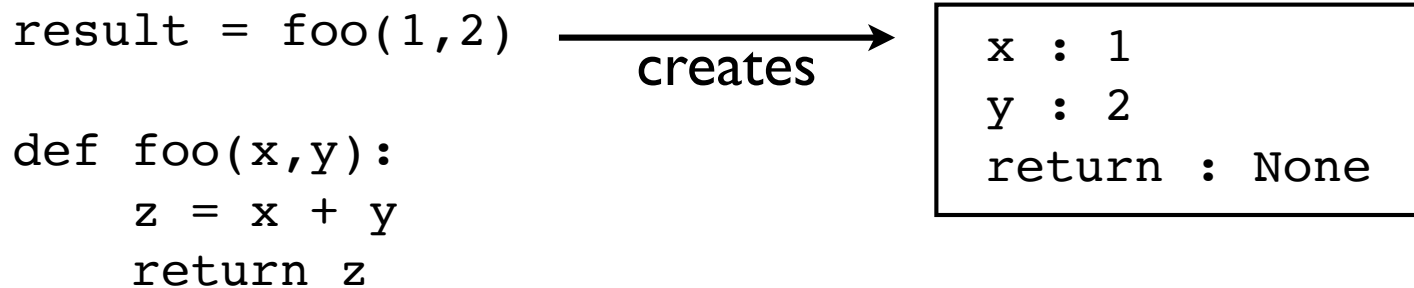 result = foo(1,2)
creates
def foo(x,y):
    z = x + y
    return z
x : 1
y : 2
return : None